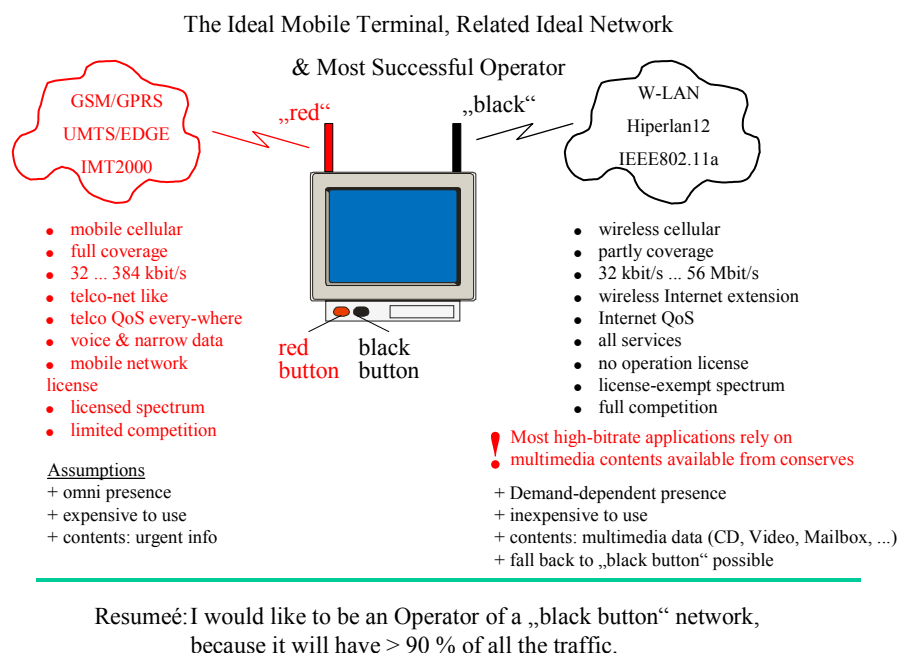 The Ideal Mobile Terminal, Related Ideal Network
& Most Successful Operator
GSM/GPRS
UMTS/EDGE
IMT2000
„red“
„black“
W-LAN
Hiperlan12
IEEE802.11a
• mobile cellular
• full coverage
• 32 ... 384 kbit/s
• telco-net like
• telco QoS every-where
• voice & narrow data
• mobile network
license
• licensed spectrum
• limited competition
red
button
black
button
• wireless cellular
• partly coverage
• 32 kbit/s ... 56 Mbit/s
• wireless Internet extension
• Internet QoS
• all services
• no operation license
• license-exempt spectrum
• full competition
! Most high-bitrate applications rely on
multimedia contents available from conserves
Assumptions
+ omni presence
+ expensive to use
+ contents: urgent info
+ Demand-dependent presence
+ inexpensive to use
+ contents: multimedia data (CD, Video, Mailbox, ...)
+ fall back to „black button“ possible
Resumeé: I would like to be an Operator of a „black button“ network,
because it will have > 90 % of all the traffic.